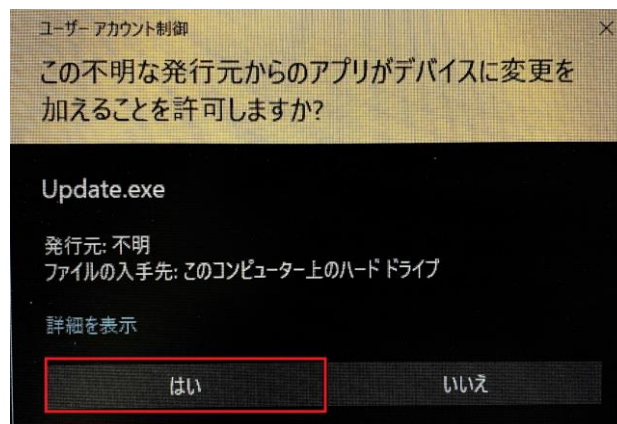 ユーザー アカウント制御
この不明な発行元からのアプリがデバイスに変更を
加えることを許可しますか?
Update.exe
発行元: 不明
ファイルの入手先: このコンピューター上のハード ドライブ
詳細を表示
はい
いいえ